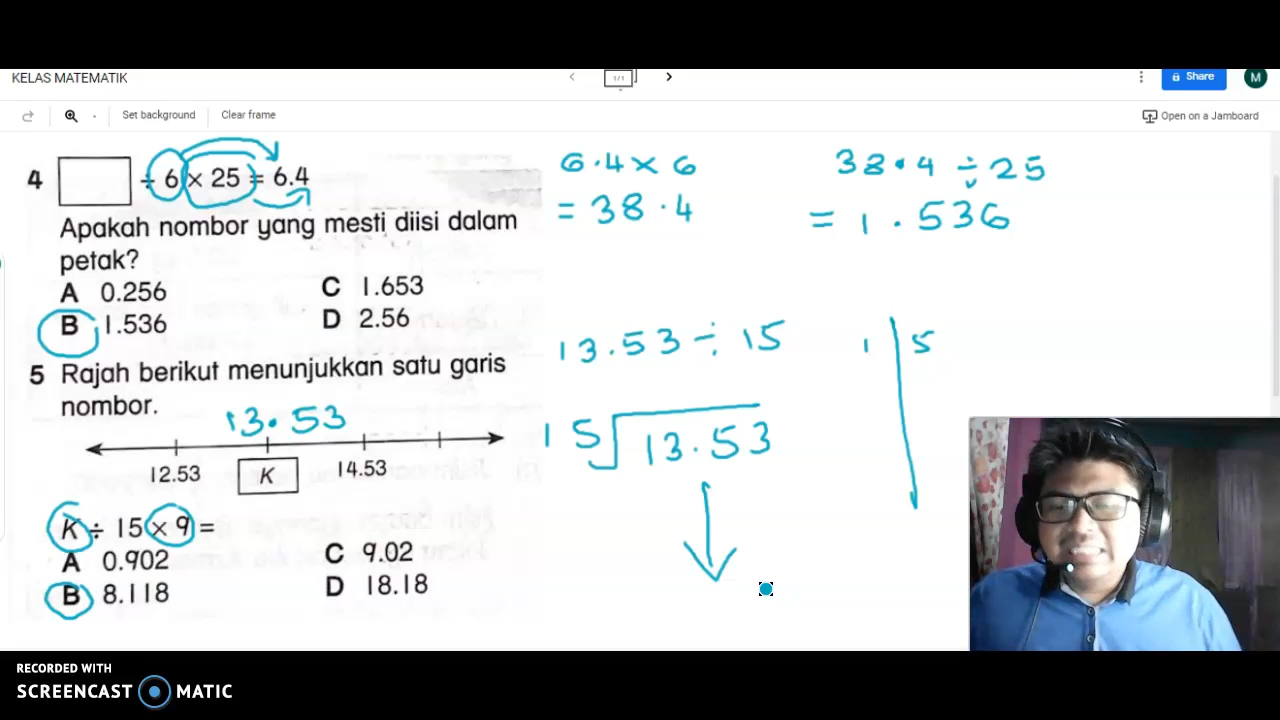 KELAS MATEMATIK
1/1
Share
M
Set background
Clear frame
Open on a Jamboard
4 ÷ 6 × 25 = 6.4
Apakah nombor yang mesti diisi dalam
petak?
A 0.256
C 1.653
B 1.536
D 2.56
5 Rajah berikut menunjukkan satu garis
nombor.
13.53
12.53
K
14.53
K ÷ 15 × 9 =
A 0.902
C 9.02
B 8.118
D 18.18
6.4 × 6
= 38.4
38.4 ÷ 25
= 1.536
13.53 ÷ 15
15 13.53
1 5
RECORDED WITH
SCREENCAST MATIC